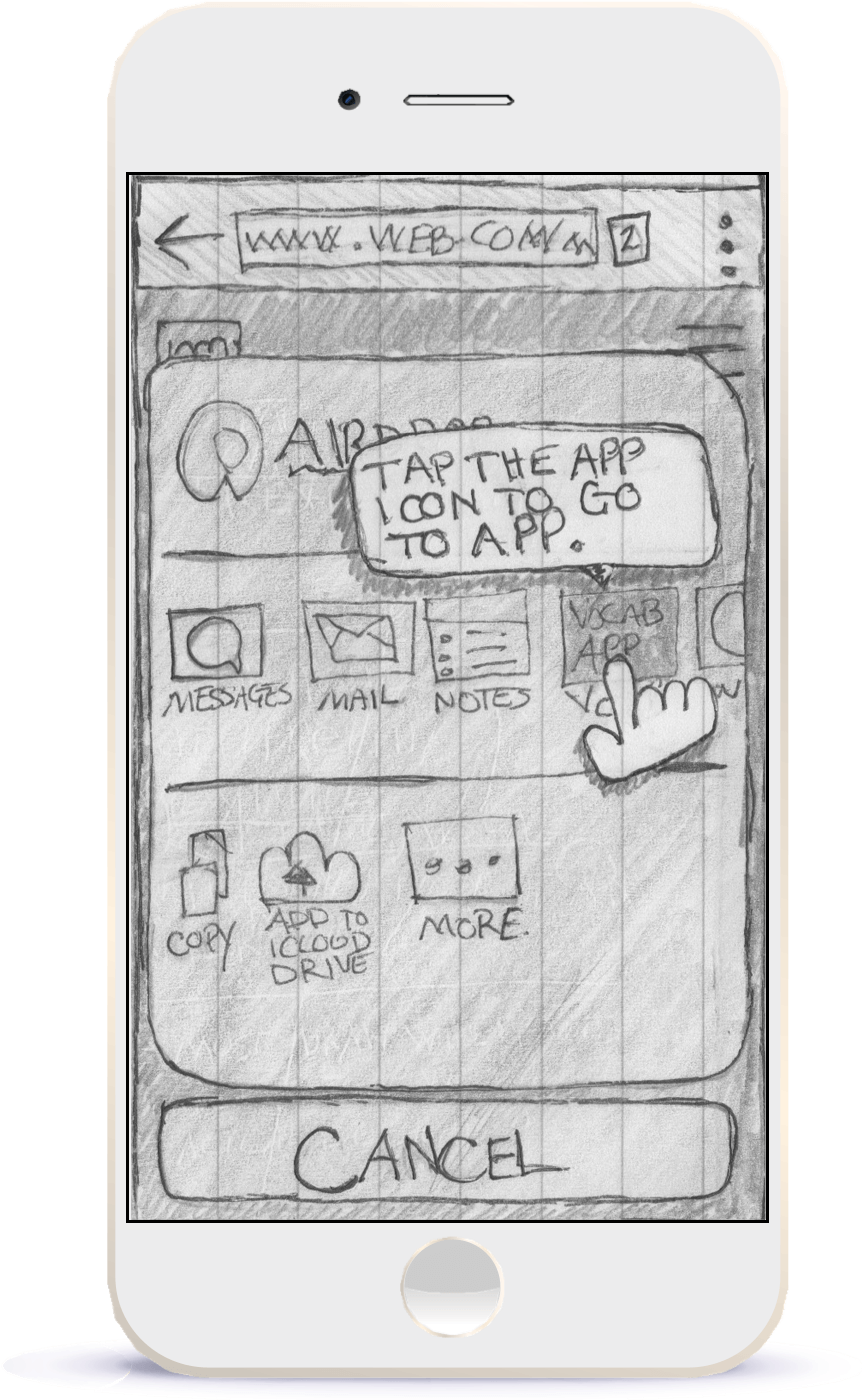 WWW.WEB.COM
2
AIRDROP
TAP THE APP
ICON TO GO
TO APP.
VOCAB
APP
MESSAGES
MAIL
NOTES
COPY
ADD TO
ICLOUD
DRIVE
MORE.
CANCEL